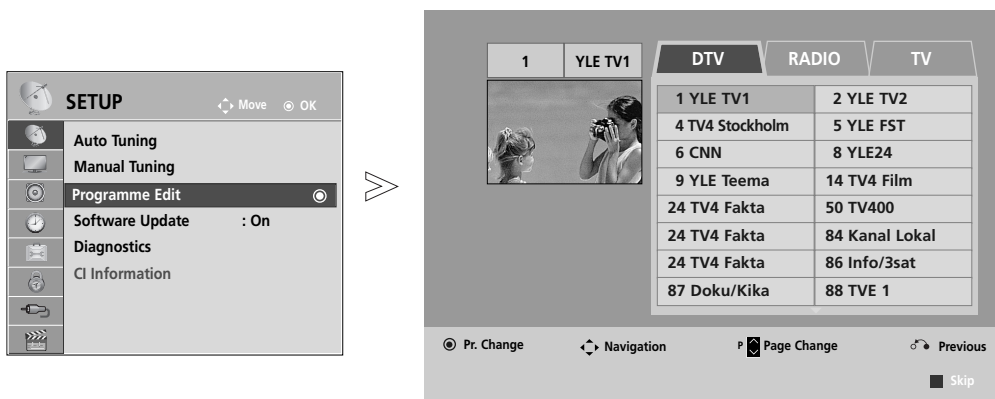 SETUP
Move OK
Auto Tuning
Manual Tuning
Programme Edit
Software Update : On
Diagnostics
CI Information
1 YLE TV1
DTV RADIO TV
1 YLE TV1 2 YLE TV2
4 TV4 Stockholm 5 YLE FST
6 CNN 8 YLE24
9 YLE Teema 14 TV4 Film
24 TV4 Fakta 50 TV400
24 TV4 Fakta 84 Kanal Lokal
24 TV4 Fakta 86 Info/3sat
87 Doku/Kika 88 TVE 1
Pr. Change Navigation P Page Change Previous
Skip